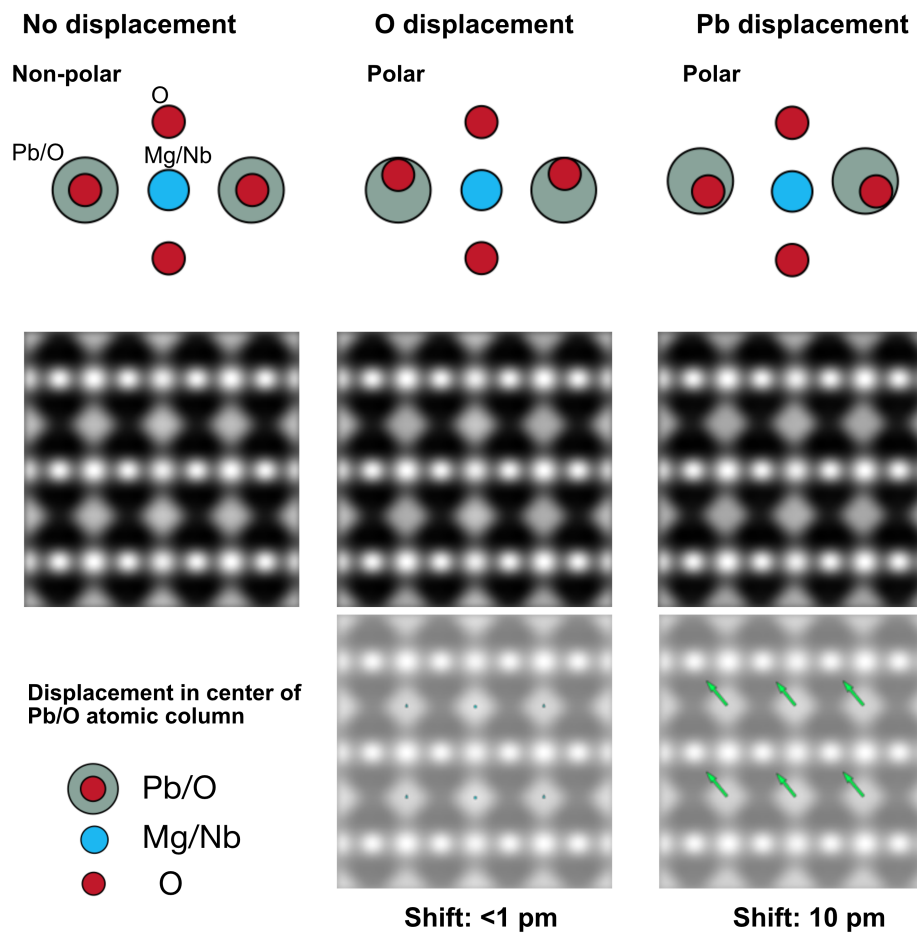 No displacement
O displacement
Pb displacement
Non-polar
Polar
Polar
O
Pb/O
Mg/Nb
Displacement in center of
Pb/O atomic column
Pb/O
Mg/Nb
O
Shift: <1 pm
Shift: 10 pm